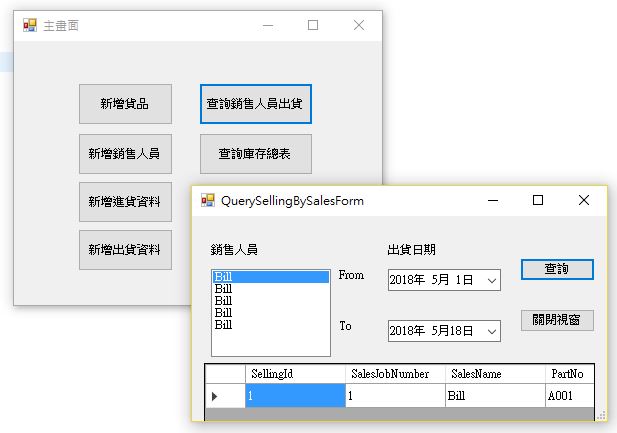 主畫面
新增貨品
查詢銷售人員出貨
新增銷售人員
查詢庫存總表
新增進貨資料
新增出貨資料
QuerySellingBySalesForm
銷售人員
出貨日期
查詢
Bill
Bill
Bill
Bill
Bill
From
2018年 5月 1日
關閉視窗
To
2018年 5月18日
SellingId SalesJobNumber SalesName PartNo
1 1 Bill A001